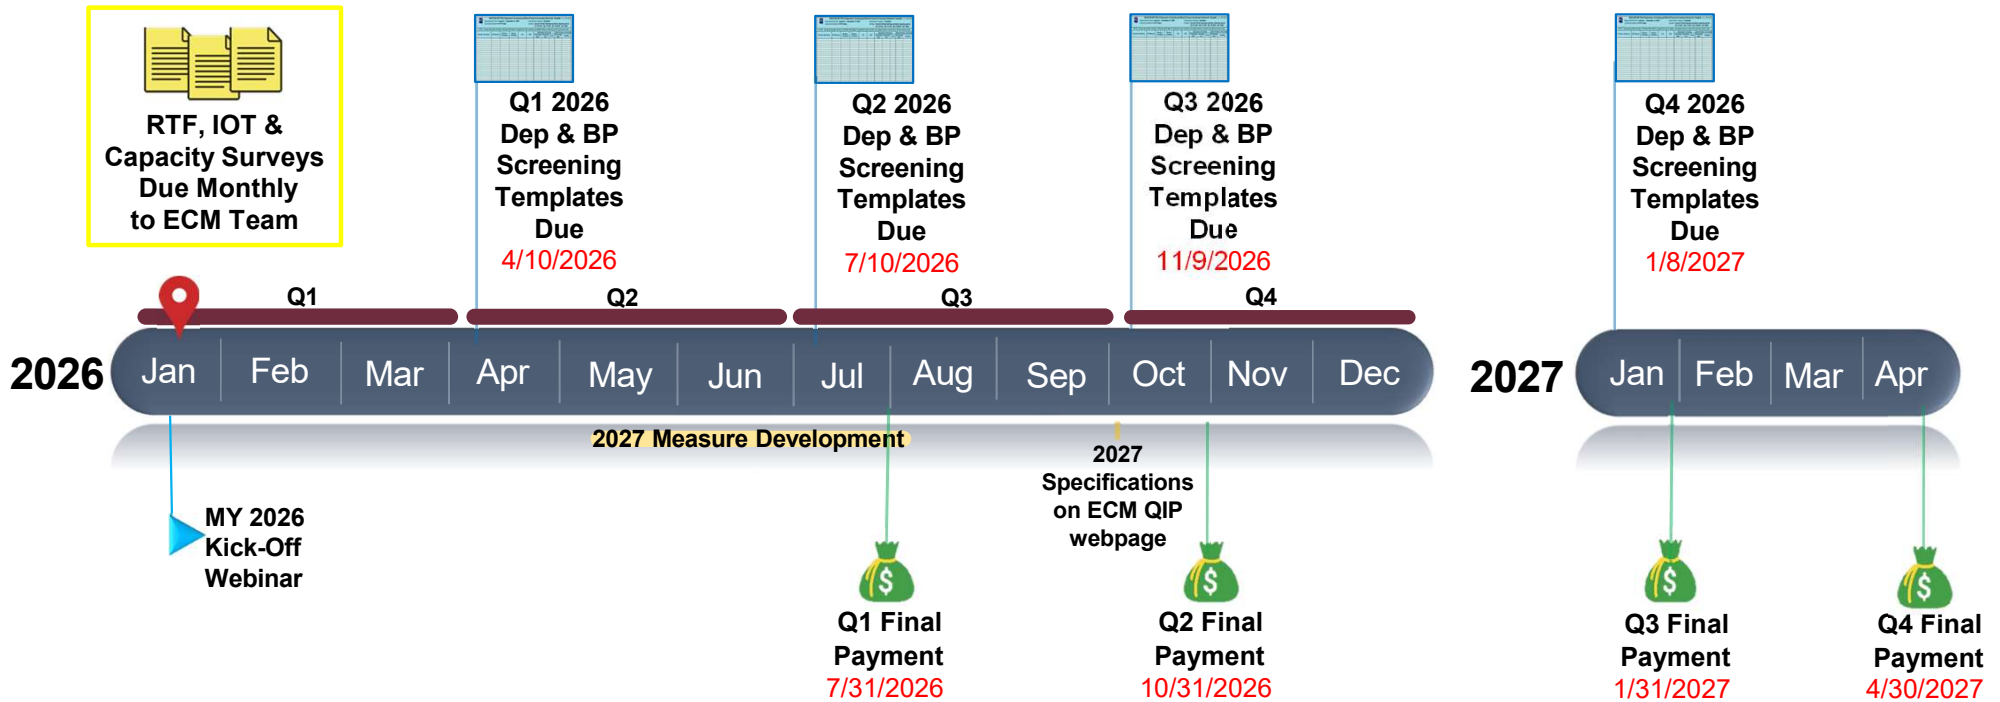 RTF, IOT &
Capacity Surveys
Due Monthly
to ECM Team
Q1 2026
Dep & BP
Screening
Templates
Due
4/10/2026
Q2 2026
Dep & BP
Screening
Templates
Due
7/10/2026
Q3 2026
Dep & BP
Screening
Templates
Due
11/9/2026
Q4 2026
Dep & BP
Screening
Templates
Due
1/8/2027
Q1
Q2
Q3
Q4
2026
Jan
Feb
Mar
Apr
May
Jun
Jul
Aug
Sep
Oct
Nov
Dec
2027
Jan
Feb
Mar
Apr
2027 Measure Development
2027
Specifications
on ECM QIP
webpage
MY 2026
Kick-Off
Webinar
$
Q1 Final
Payment
7/31/2026
$
Q2 Final
Payment
10/31/2026
$
Q3 Final
Payment
1/31/2027
$
Q4 Final
Payment
4/30/2027